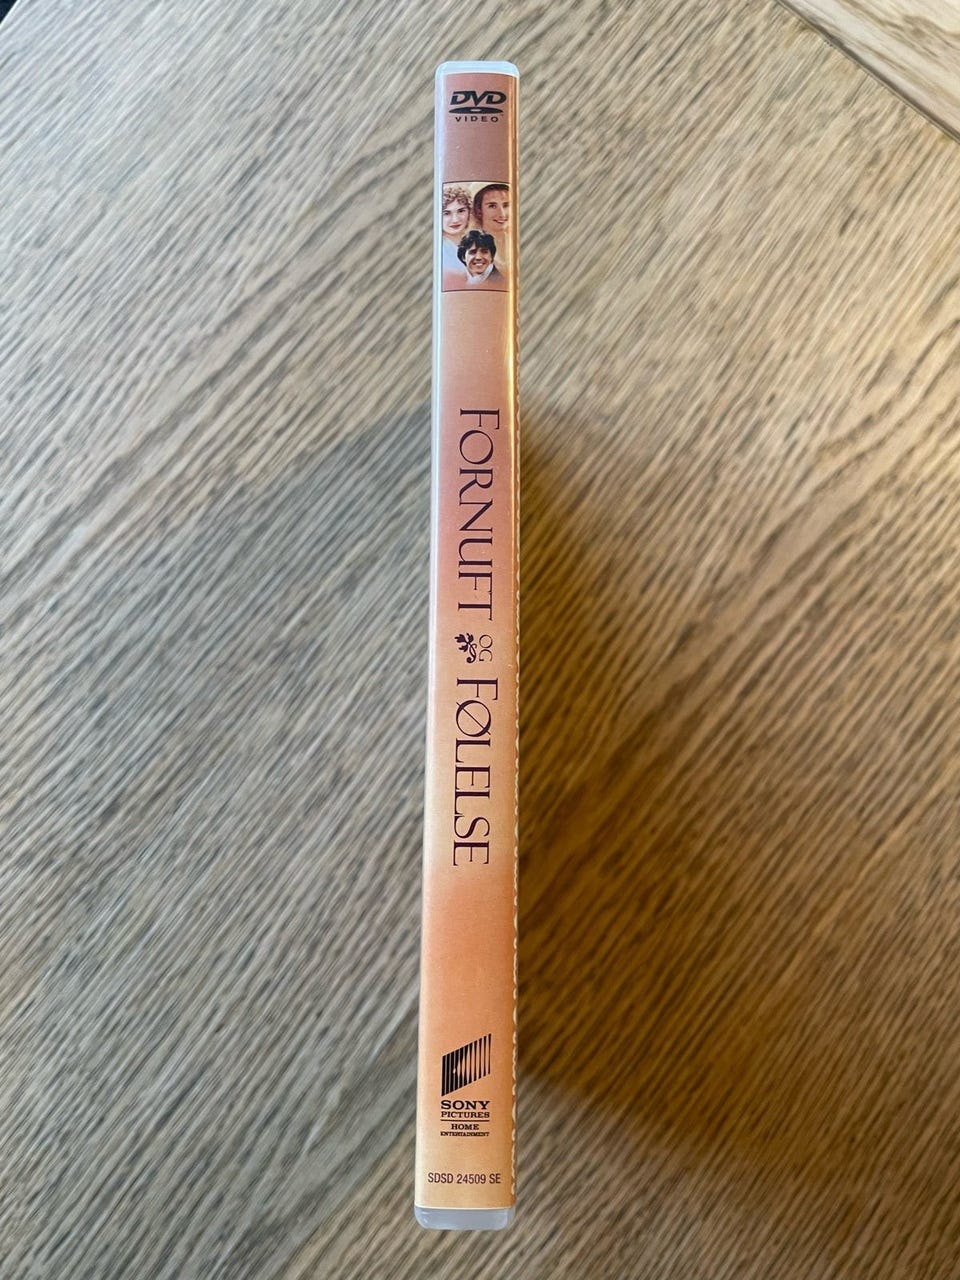 DVD
VIDEO
FORNUFT OG FØLELSE
SONY
PICTURES
HOME
ENTERTAINMENT
SDSD 24509 SE